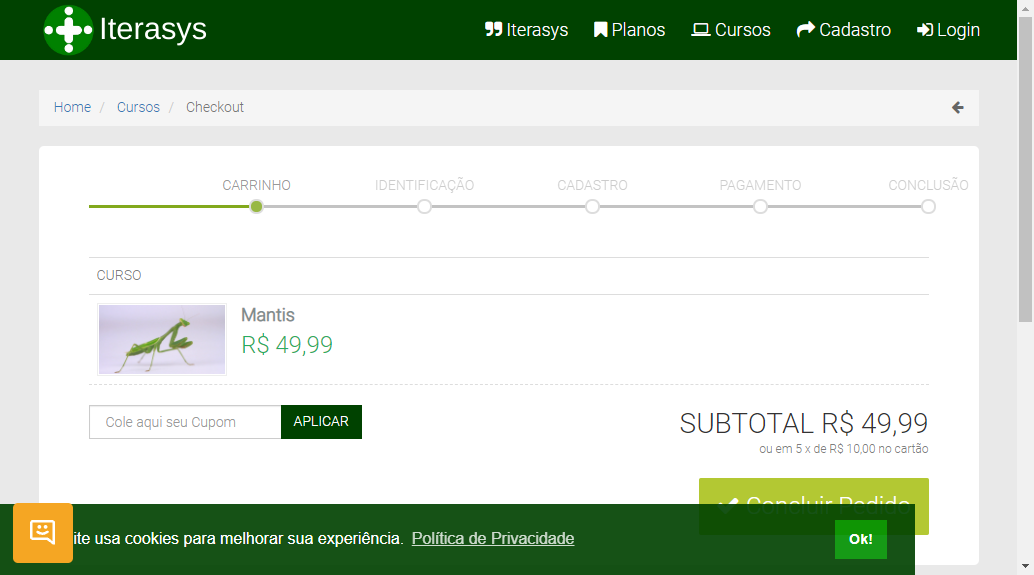 Iterasys
Iterasys Planos Cursos Cadastro Login
Home / Cursos / Checkout
CARRINHO IDENTIFICAÇÃO CADASTRO PAGAMENTO CONCLUSÃO
CURSO
Mantis
R$ 49,99
Cole aqui seu Cupom APLICAR
SUBTOTAL R$ 49,99
ou em 5 x de R$ 10,00 no cartão
Concluir Pedido
ite usa cookies para melhorar sua experiência. Política de Privacidade Ok!